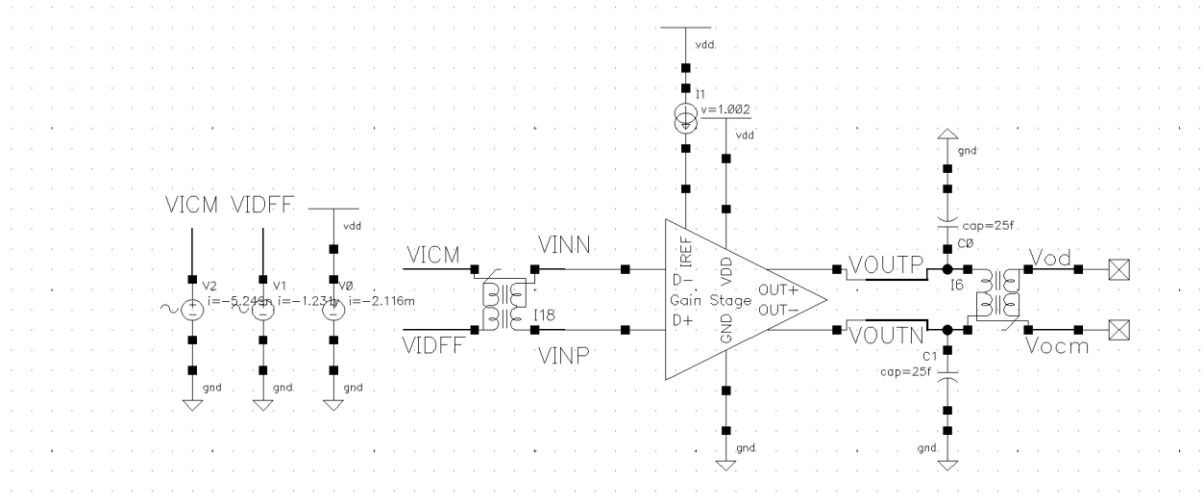 vdd
I1
v=1.002
vdd
gnd
cap=25f
C0
VICM VIDFF
vdd
VICM
VINN
IREF
VDD
VOUTP
Vod
V2
V1
V0
i=-1.231y
i=-2.116m
D-
Gain Stage
OUT+
I6
I18
D+
OUT-
GND
VIDFF
VINP
VOUTN
Vocm
C1
cap=25f
gnd
gnd
gnd
gnd
gnd